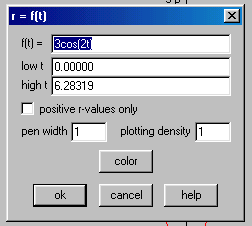 r = f(t)
f(t) = 3cos(2t)
low t 0.00000
high t 6.28319
positive r-values only
pen width 1 plotting density 1
color
ok cancel help